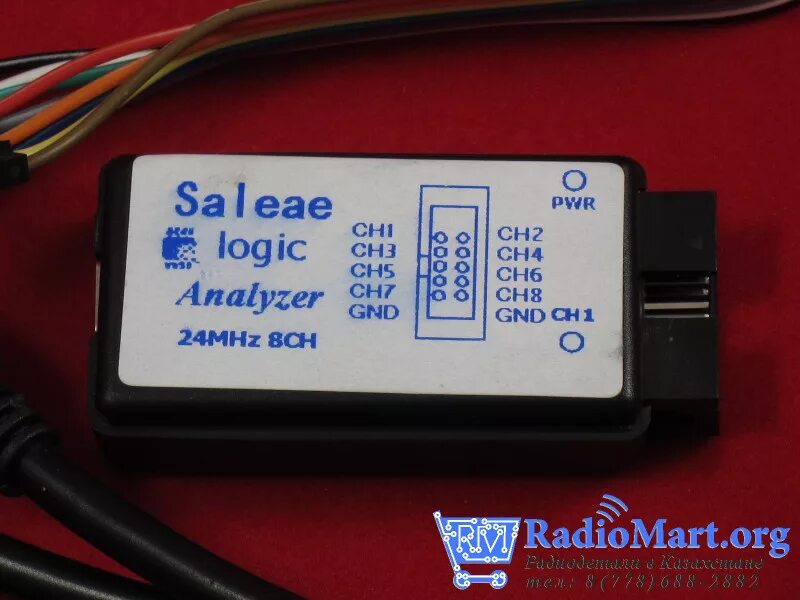 Saleae
logic
Analyzer
24MHz 8CH
CH1
CH3
CH5
CH7
GND
CH2
CH4
CH6
CH8
GND
PWR
CH1
RM
RadioMart.org
Радиодетали в Казахстане
тел: 8(778)688-2882